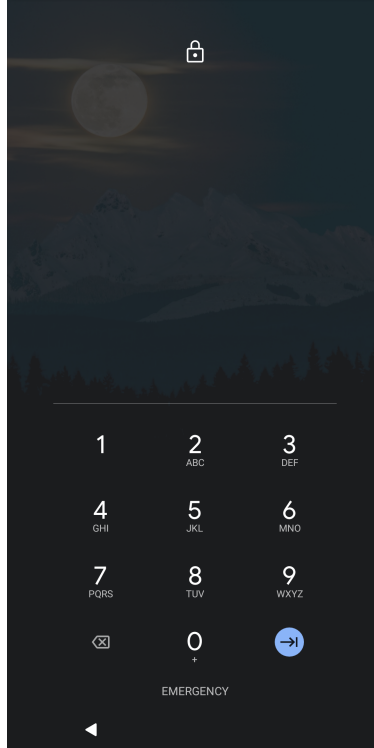 1 2 3
ABC DEF
4 5 6
GHI JKL MNO
7 8 9
PQRS TUV WXYZ
0
+
EMERGENCY